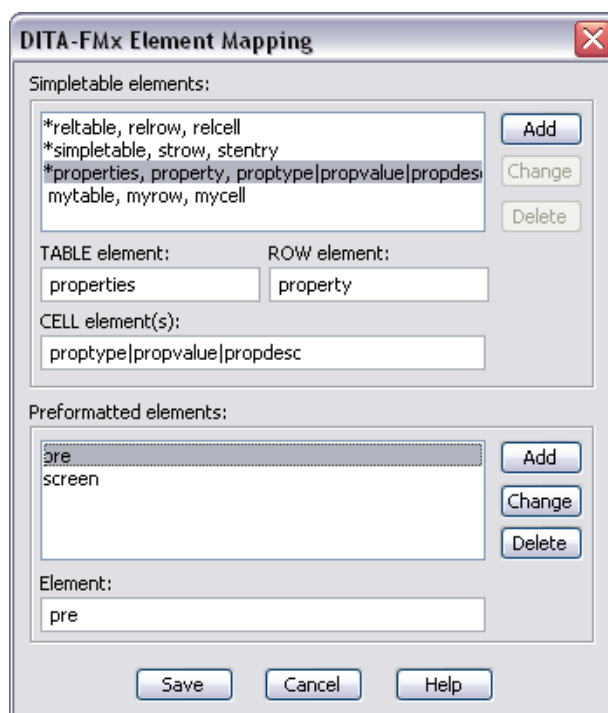 DITA-FMx Element Mapping
Simpletable elements:
*reltable, relrow, relcell
*simpletable, strow, stentry
*properties, property, proptype|propvalue|propdesc
mytable, myrow, mycell
Add
Change
Delete
TABLE element: ROW element:
properties property
CELL element(s):
proptype|propvalue|propdesc
Preformatted elements:
pre
screen
Add
Change
Delete
Element:
pre
Save Cancel Help